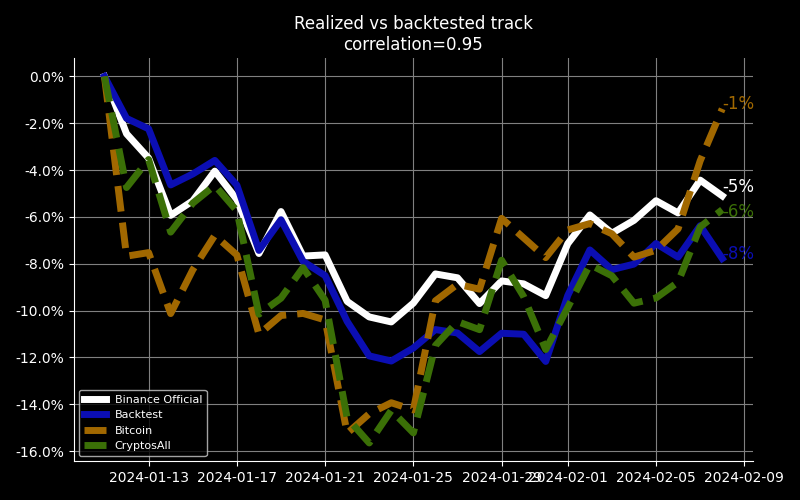 Realized vs backtested track
correlation=0.95
0.0%
-2.0%
-4.0%
-6.0%
-8.0%
-10.0%
-12.0%
-14.0%
-16.0%
-1%
-5%
-6%
-8%
Binance Official
Backtest
Bitcoin
CryptosAll
2024-01-13 2024-01-17 2024-01-21 2024-01-25 2024-01-29 2024-02-01 2024-02-05 2024-02-09